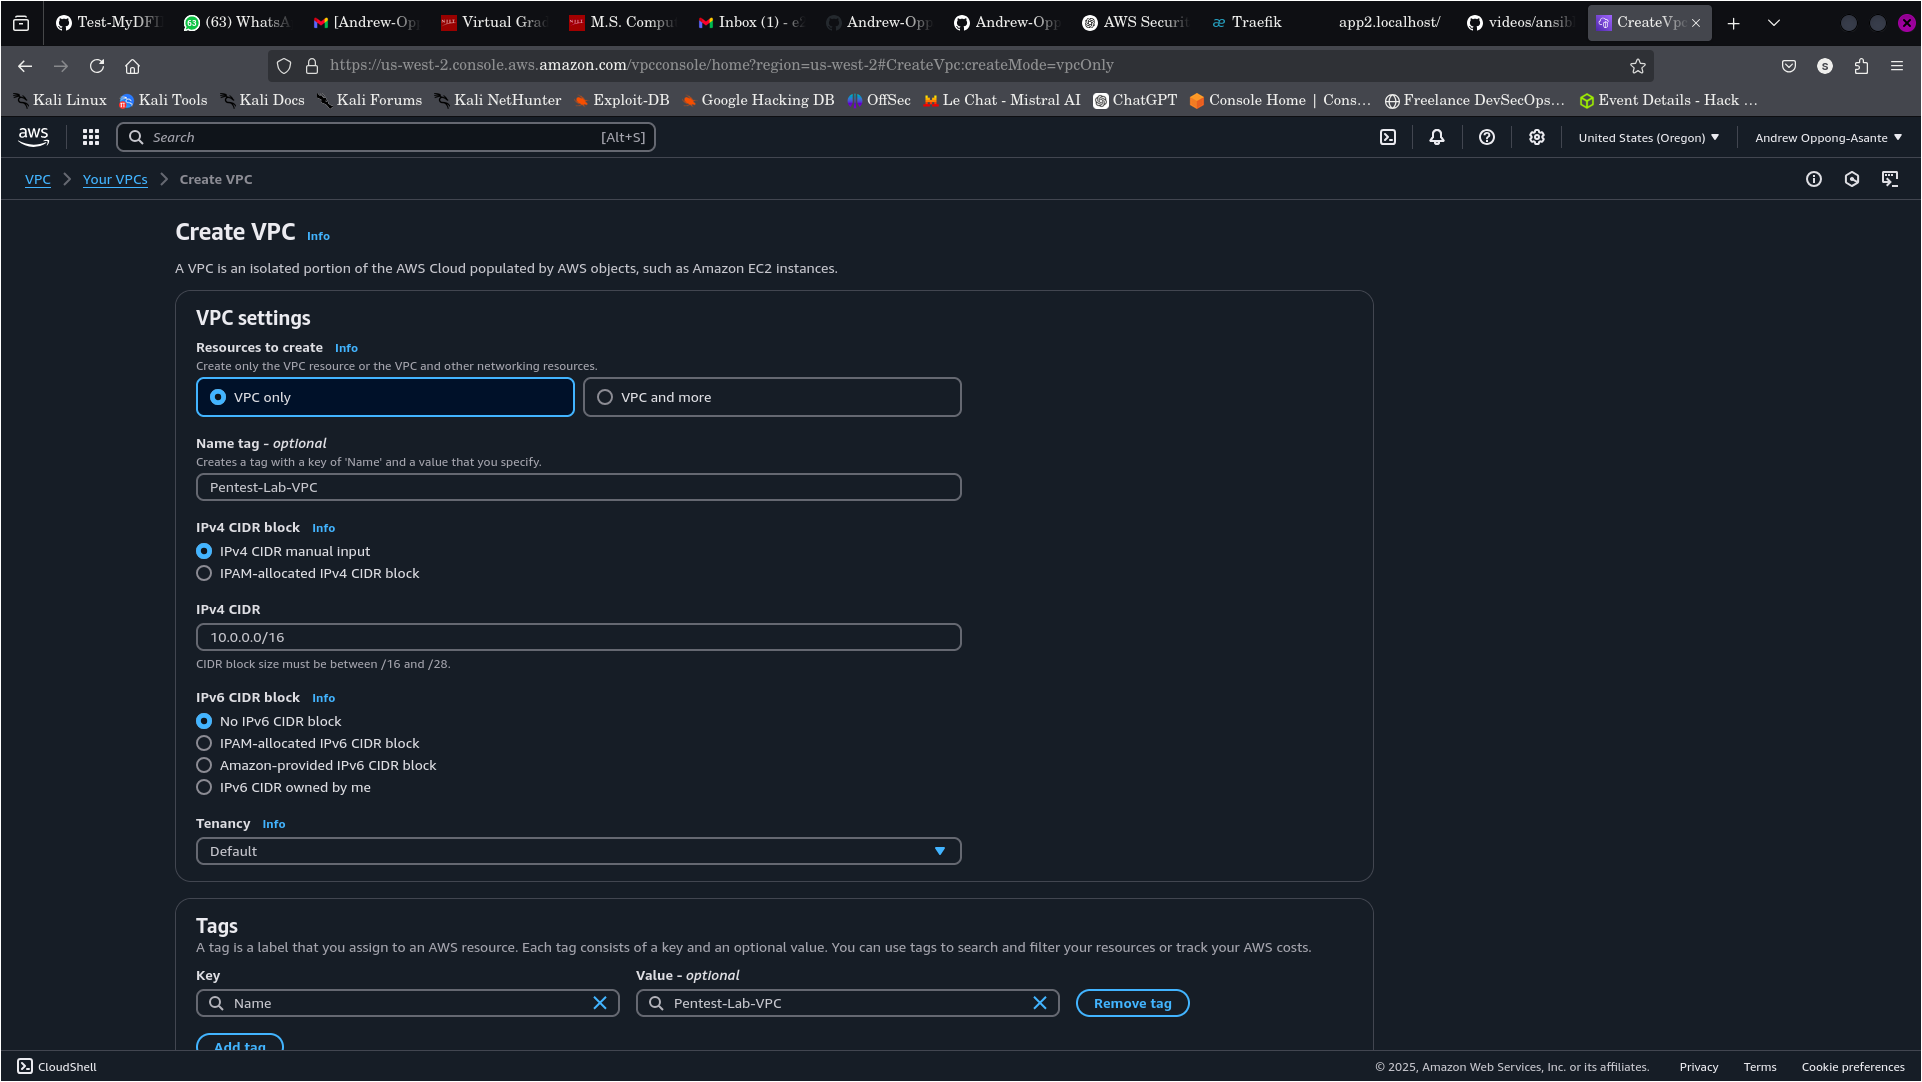 Test-MyDFI
(63) WhatsA
[Andrew-Opp
Virtual Grad
M.S. Compu
Inbox (1) - e
Andrew-Opp
Andrew-Opp
AWS Securit
Traefik
app2.localhost/
videos/ansib
CreateVpc
https://us-west-2.console.aws.amazon.com/vpcconsole/home?region=us-west-2#CreateVpc:createMode=vpcOnly
Kali Linux
Kali Tools
Kali Docs
Kali Forums
Kali NetHunter
Exploit-DB
Google Hacking DB
OffSec
Le Chat - Mistral AI
ChatGPT
Console Home | Cons…
Freelance DevSecOps…
Event Details - Hack …
aws
Search [Alt+S]
United States (Oregon)
Andrew Oppong-Asante
VPC
Your VPCs
Create VPC
Create VPC Info
A VPC is an isolated portion of the AWS Cloud populated by AWS objects, such as Amazon EC2 instances.
VPC settings
Resources to create Info
Create only the VPC resource or the VPC and other networking resources.
VPC only
VPC and more
Name tag - optional
Creates a tag with a key of 'Name' and a value that you specify.
Pentest-Lab-VPC
IPv4 CIDR block Info
IPv4 CIDR manual input
IPAM-allocated IPv4 CIDR block
IPv4 CIDR
10.0.0.0/16
CIDR block size must be between /16 and /28.
IPv6 CIDR block Info
No IPv6 CIDR block
IPAM-allocated IPv6 CIDR block
Amazon-provided IPv6 CIDR block
IPv6 CIDR owned by me
Tenancy Info
Default
Tags
A tag is a label that you assign to an AWS resource. Each tag consists of a key and an optional value. You can use tags to search and filter your resources or track your AWS costs.
Key
Value - optional
Name
Pentest-Lab-VPC
Remove tag
Add tag
CloudShell
© 2025, Amazon Web Services, Inc. or its affiliates.
Privacy
Terms
Cookie preferences